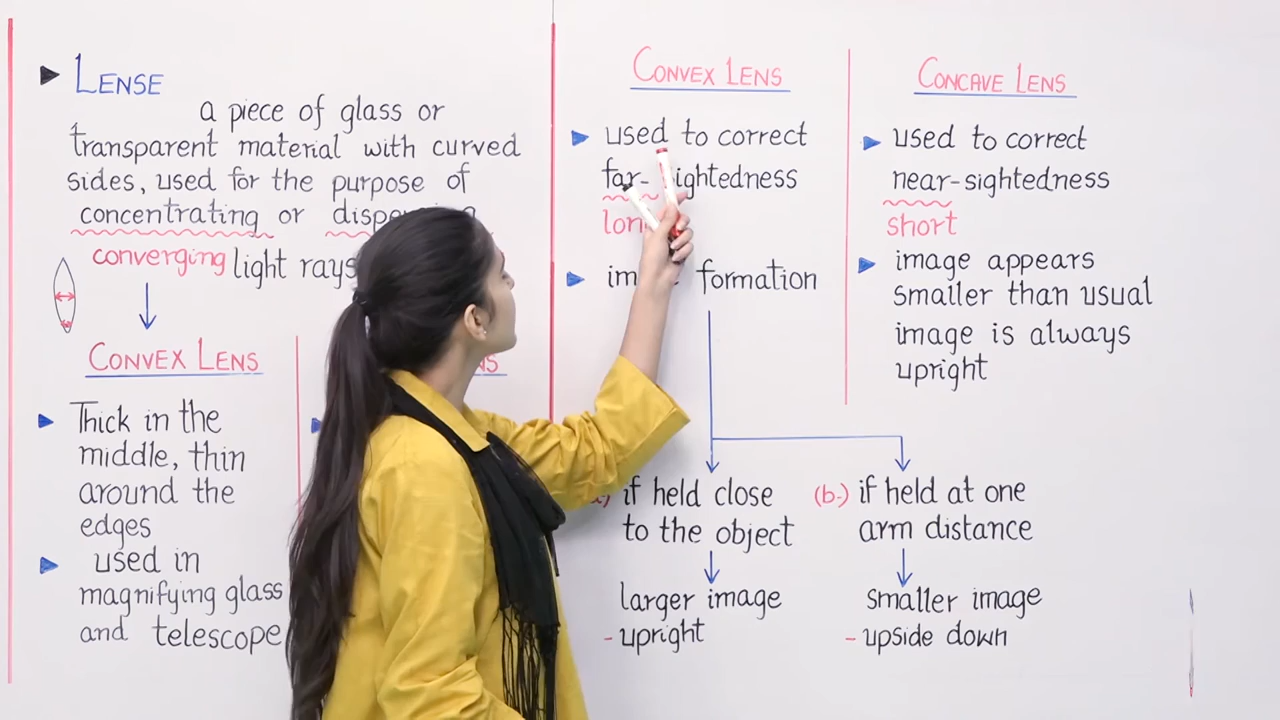 LENSE
a piece of glass or
transparent material with curved
sides, used for the purpose of
concentrating or
converging light rays
CONVEX LENS
Thick in the
middle, thin
around the
edges
used in
magnifying glass
and telescope
CONVEX LENS
used to correct
far-sightedness
formation
if held close
to the object
larger image
- upright
(b-) if held at one
arm distance
smaller image
- upside down
CONCAVE LENS
used to correct
near-sightedness
short
image appears
smaller than usual
image is always
upright